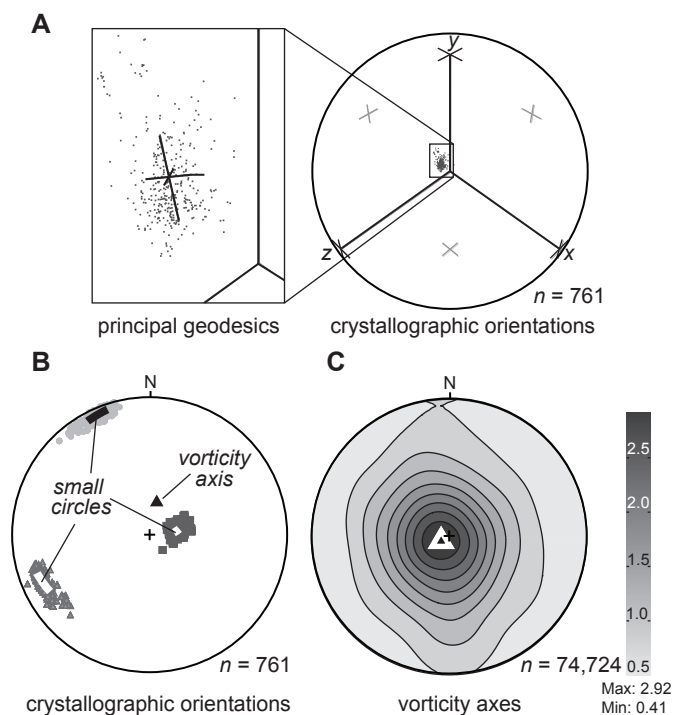 A
y
z
x
n = 761
principal geodesics
crystallographic orientations
B
C
N
N
vorticity
axis
small
circles
2.5
2.0
1.5
1.0
0.5
n = 761
n = 74,724
crystallographic orientations
vorticity axes
Max: 2.92
Min: 0.41